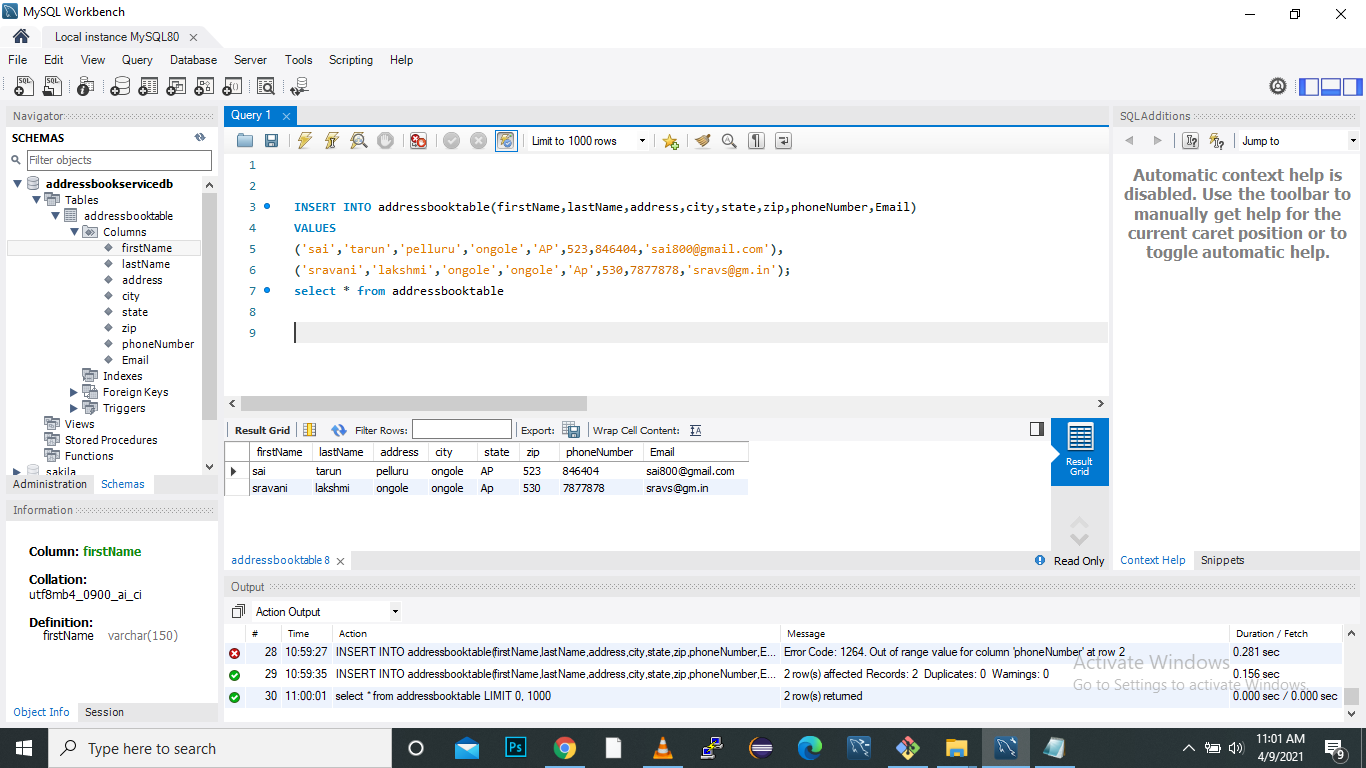 MySQL Workbench
Local instance MySQL80
File Edit View Query Database Server Tools Scripting Help
Navigator
SCHEMAS
Filter objects
addressbookservicedb
Tables
addressbooktable
Columns
firstName
lastName
address
city
state
zip
phoneNumber
Email
Indexes
Foreign Keys
Triggers
Views
Stored Procedures
Functions
sakila
Administration Schemas
Information
Column: firstName
Collation:
utf8mb4_0900_ai_ci
Definition:
firstName varchar(150)
Object Info Session
Query 1
Limit to 1000 rows
1
2
3 INSERT INTO addressbooktable(firstName,lastName,address,city,state,zip,phoneNumber,Email)
4 VALUES
5 ('sai','tarun','pelluru','ongole','AP',523,846404,'sai800@gmail.com'),
6 ('sravani','lakshmi','ongole','ongole','Ap',530,7877878,'sravs@gm.in');
7 select * from addressbooktable
8
9
Result Grid Filter Rows: Export: Wrap Cell Content:
firstName lastName address city state zip phoneNumber Email
sai tarun pelluru ongole AP 523 846404 sai800@gmail.com
sravani lakshmi ongole ongole Ap 530 7877878 sravs@gm.in
Result
Grid
addressbooktable 8
Read Only
SQLAdditions
Jump to
Automatic context help is
disabled. Use the toolbar to
manually get help for the
current caret position or to
toggle automatic help.
Context Help Snippets
Output
Action Output
# Time Action Message Duration / Fetch
28 10:59:27 INSERT INTO addressbooktable(firstName,lastName,address,city,state,zip,phoneNumber,E... Error Code: 1264. Out of range value for column 'phoneNumber' at row 2 0.281 sec
29 10:59:35 INSERT INTO addressbooktable(firstName,lastName,address,city,state,zip,phoneNumber,E... 2 row(s) affected Records: 2 Duplicates: 0 Warnings: 0 0.156 sec
30 11:00:01 select * from addressbooktable LIMIT 0, 1000 2 row(s) returned 0.000 sec / 0.000 sec
Activate Windows
Go to Settings to activate Windows.
Type here to search
Ps
11:01 AM
4/9/2021
9